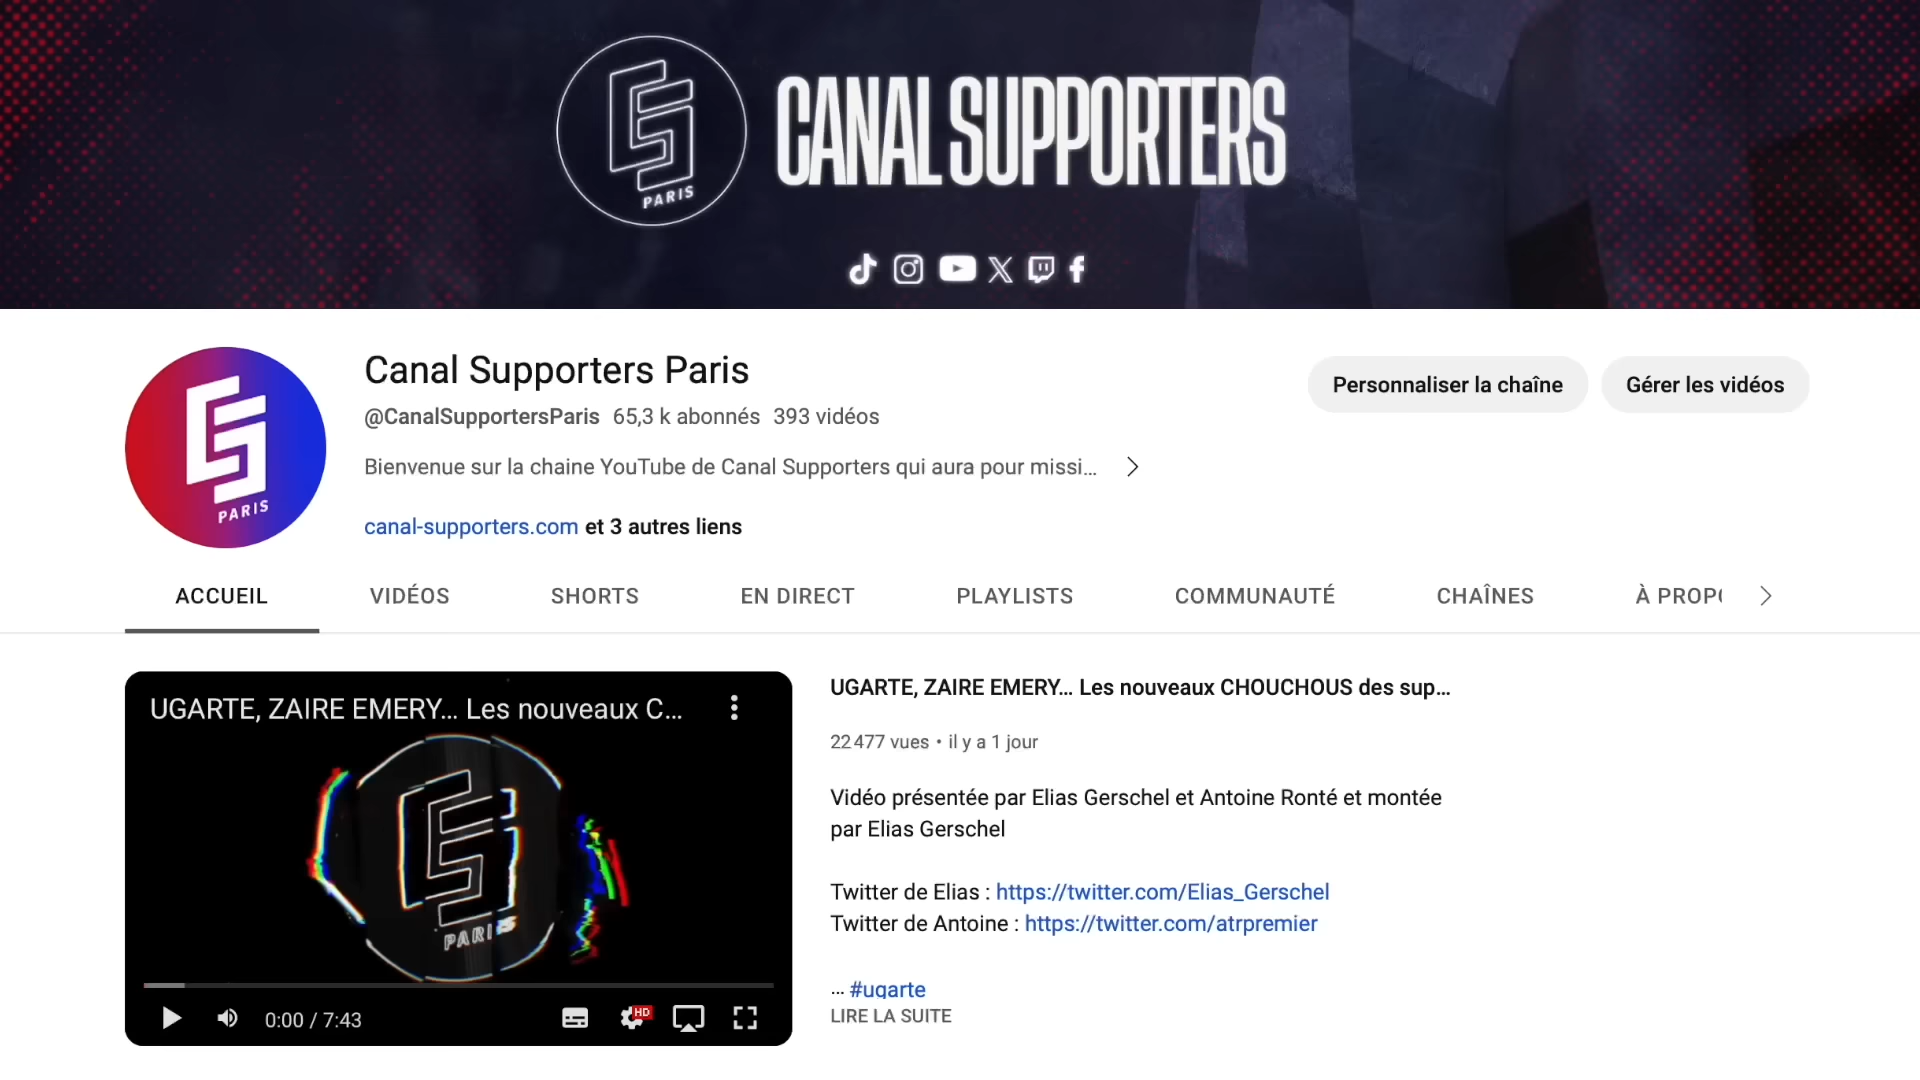 PARIS
CANAL SUPPORTERS
PARIS
Canal Supporters Paris
@CanalSupportersParis 65,3 k abonnés 393 vidéos
Bienvenue sur la chaine YouTube de Canal Supporters qui aura pour missi...
canal-supporters.com et 3 autres liens
Personnaliser la chaîne
Gérer les vidéos
ACCUEIL
VIDÉOS
SHORTS
EN DIRECT
PLAYLISTS
COMMUNAUTÉ
CHAÎNES
À PROP
UGARTE, ZAIRE EMERY... Les nouveaux C...
PARIS
0:00 / 7:43
HD
UGARTE, ZAIRE EMERY... Les nouveaux CHOUCHOUS des sup...
22 477 vues • il y a 1 jour
Vidéo présentée par Elias Gerschel et Antoine Ronté et montée
par Elias Gerschel
Twitter de Elias : https://twitter.com/Elias_Gerschel
Twitter de Antoine : https://twitter.com/atrpremier
... #ugarte
LIRE LA SUITE